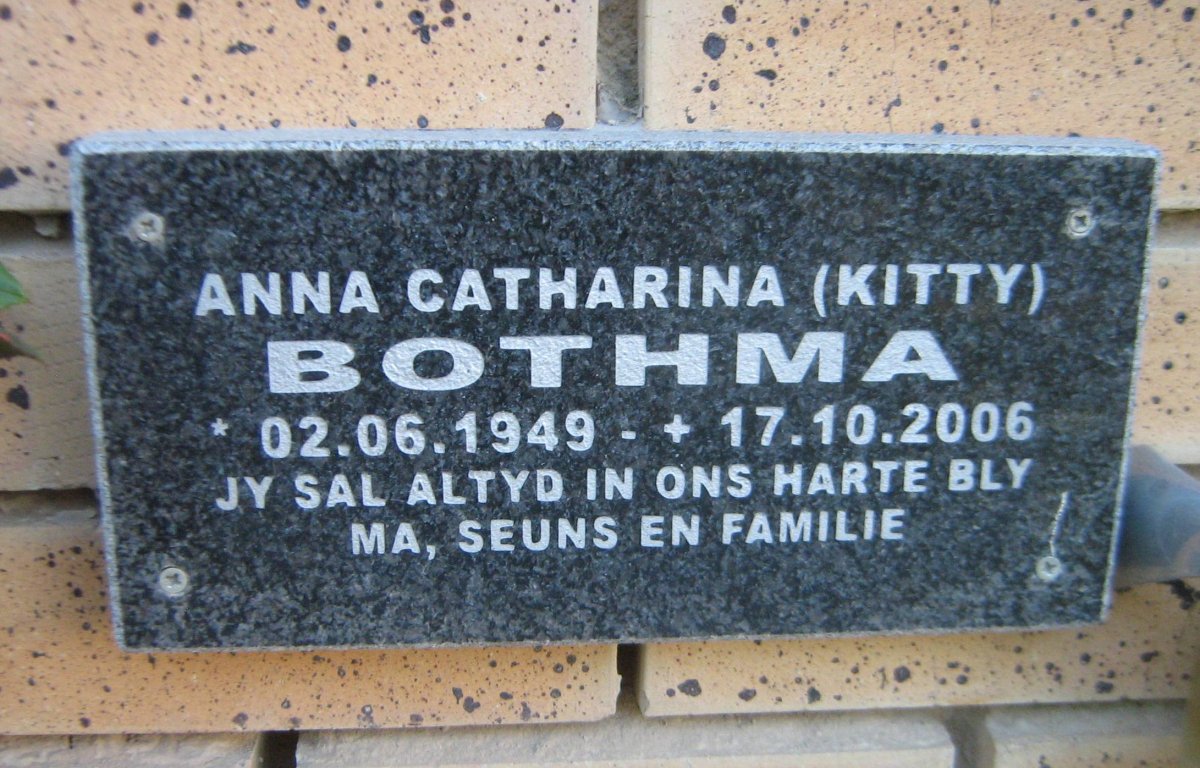 ANNA CATHARINA (KITTY)
BOTHMA
* 02.06.1949 - + 17.10.2006
JY SAL ALTYD IN ONS HARTE BLY
MA, SEUNS EN FAMILIE